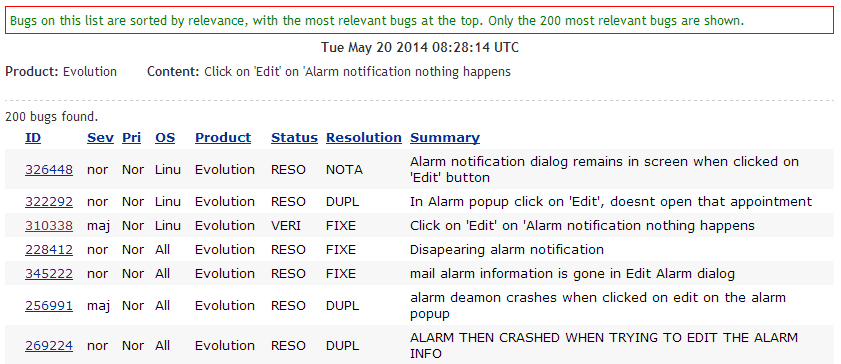 Bugs on this list are sorted by relevance, with the most relevant bugs at the top. Only the 200 most relevant bugs are shown.
Tue May 20 2014 08:28:14 UTC
Product: Evolution Content: Click on 'Edit' on 'Alarm notification nothing happens
200 bugs found.
ID Sev Pri OS Product Status Resolution Summary
326448 nor Nor Linu Evolution RESO NOTA Alarm notification dialog remains in screen when clicked on
'Edit' button
322292 nor Nor Linu Evolution RESO DUPL In Alarm popup click on 'Edit', doesnt open that appointment
310338 maj Nor Linu Evolution VERI FIXE Click on 'Edit' on 'Alarm notification nothing happens
228412 nor Nor All Evolution RESO FIXE Disapearing alarm notification
345222 nor Nor All Evolution RESO FIXE mail alarm information is gone in Edit Alarm dialog
256991 maj Nor All Evolution RESO DUPL alarm deamon crashes when clicked on edit on the alarm
popup
269224 nor Nor All Evolution RESO DUPL ALARM THEN CRASHED WHEN TRYING TO EDIT THE ALARM
INFO